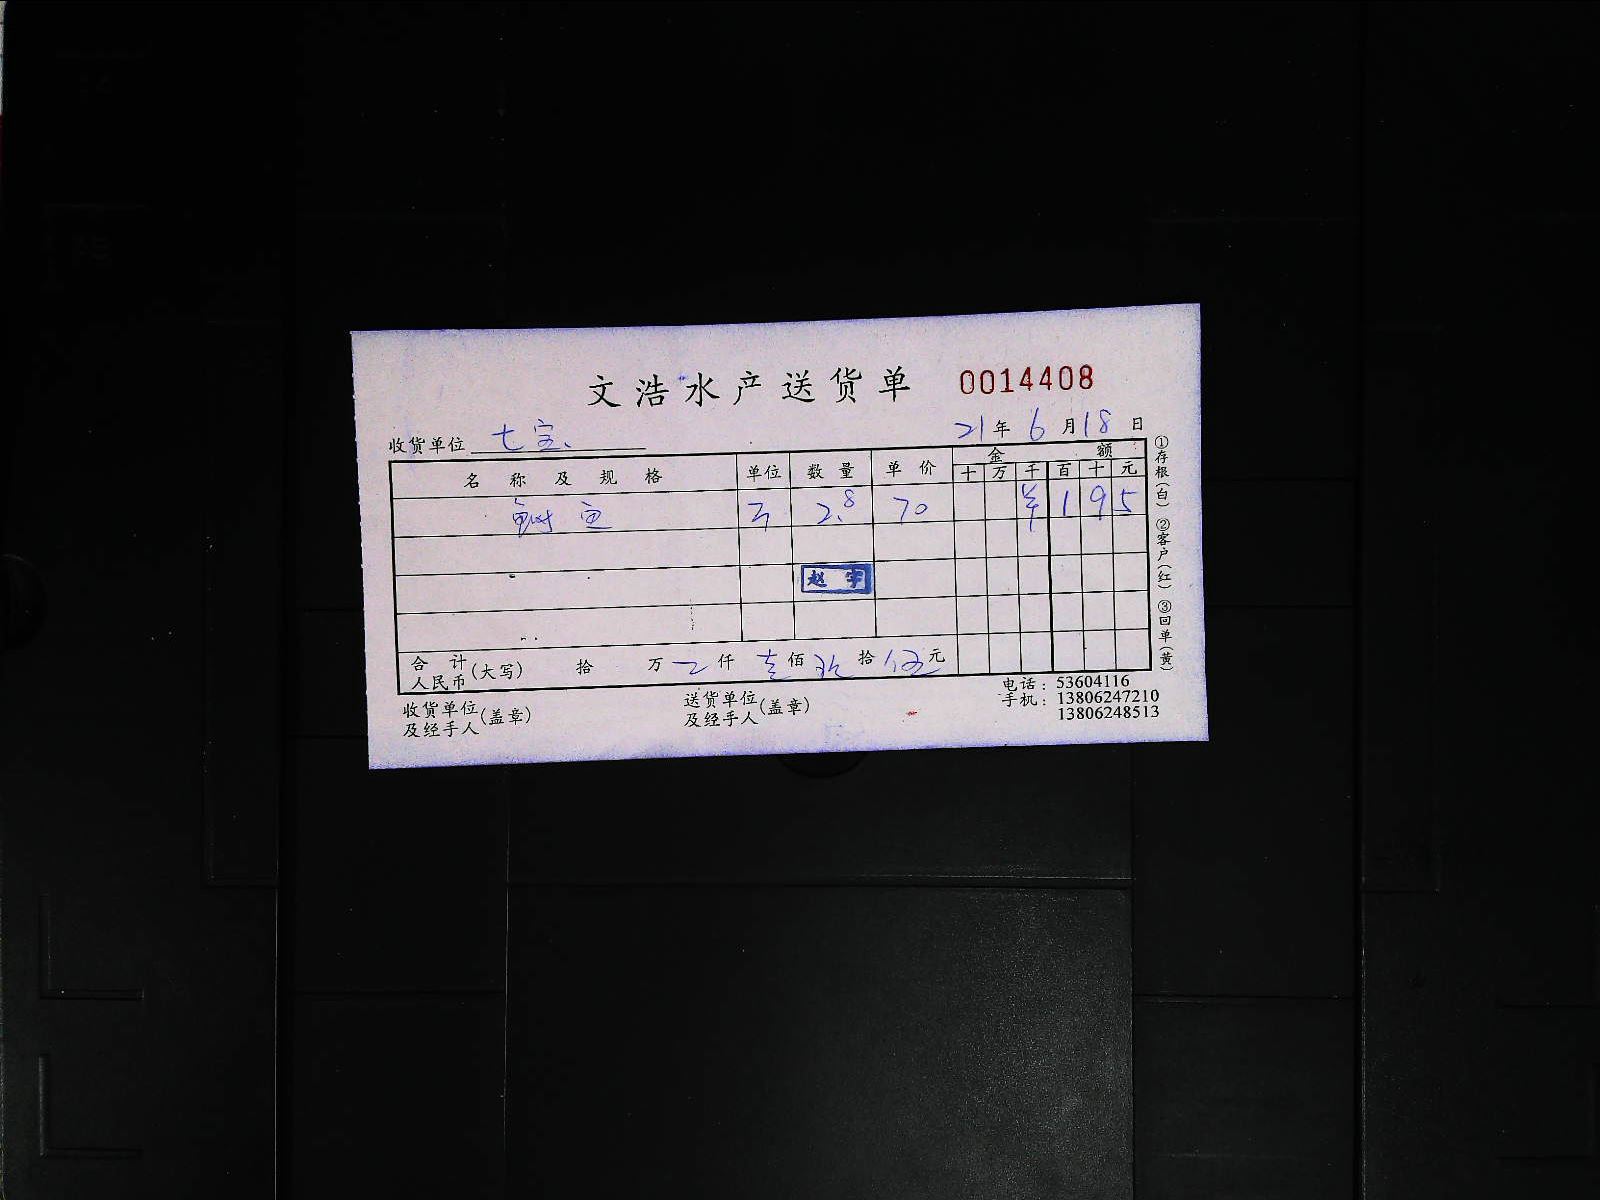 文浩水产送货单 0014408
收货单位 七宝、 21年6月18日
名称及规格 单位 数量 单价 金额
十 万 千 百 十 元
鱼 2.8 70 ¥ 1 9 5
赵宇
合计人民币(大写) 拾 万 仟 壹佰 玖拾 伍元
收货单位及经手人(盖章) 送货单位及经手人(盖章) 电话：53604116
手机：13806247210
13806248513
①存根(白) ②客户(红) ③回单(黄)